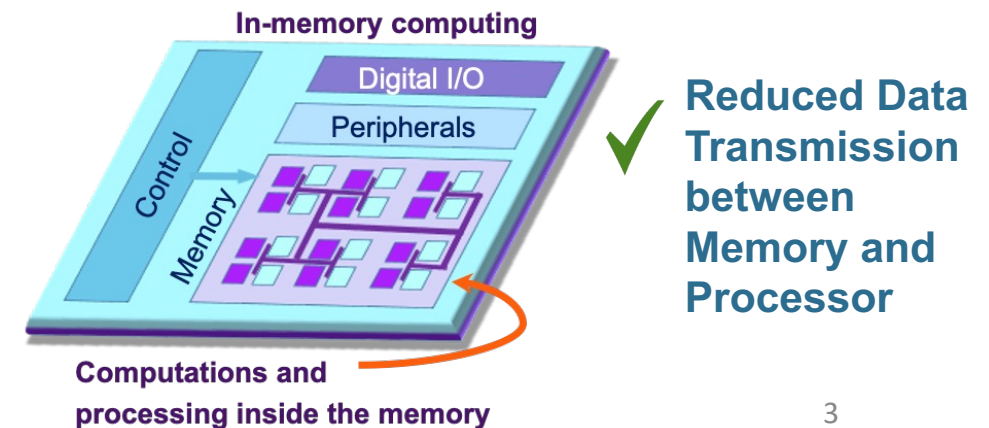 In-memory computing
Digital I/O
Peripherals
Control
Memory
Computations and
processing inside the memory
Reduced Data
Transmission
between
Memory and
Processor
3